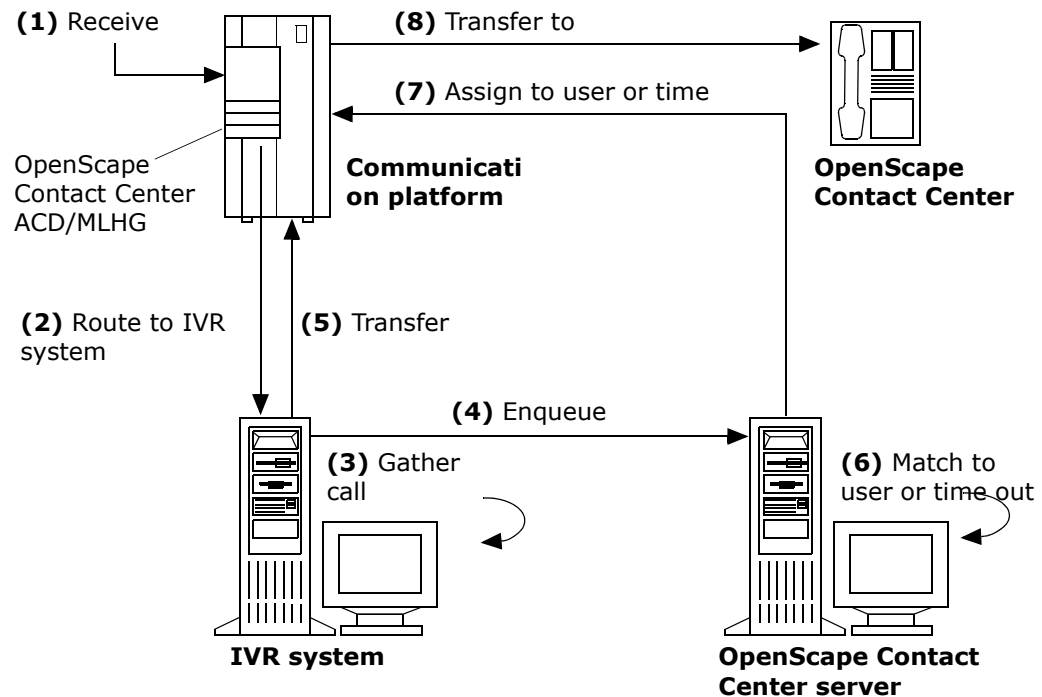 (1) Receive
(8) Transfer to
(7) Assign to user or time
OpenScape
Contact Center
ACD/MLHG
Communicati
on platform
OpenScape
Contact Center
(2) Route to IVR
system
(5) Transfer
(4) Enqueue
(3) Gather
call
(6) Match to
user or time out
IVR system
OpenScape Contact
Center server